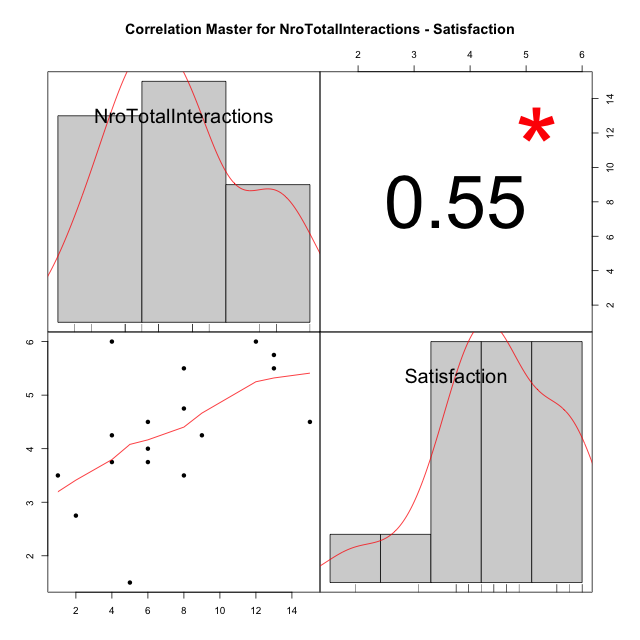 Correlation Master for NroTotalInteractions - Satisfaction
2 3 4 5 6
NroTotalInteractions
0.55
*
2 4 6 8 10 12 14
2 3 4 5 6
Satisfaction
2 4 6 8 10 12 14